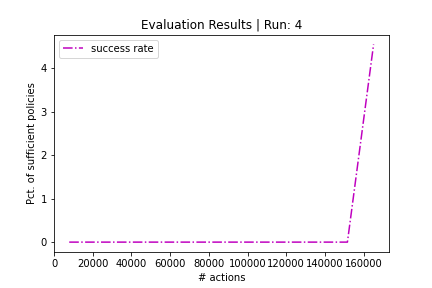 Evaluation Results | Run: 4
success rate
Pct. of sufficient policies
4
3
2
1
0
0 20000 40000 60000 80000 100000 120000 140000 160000
# actions